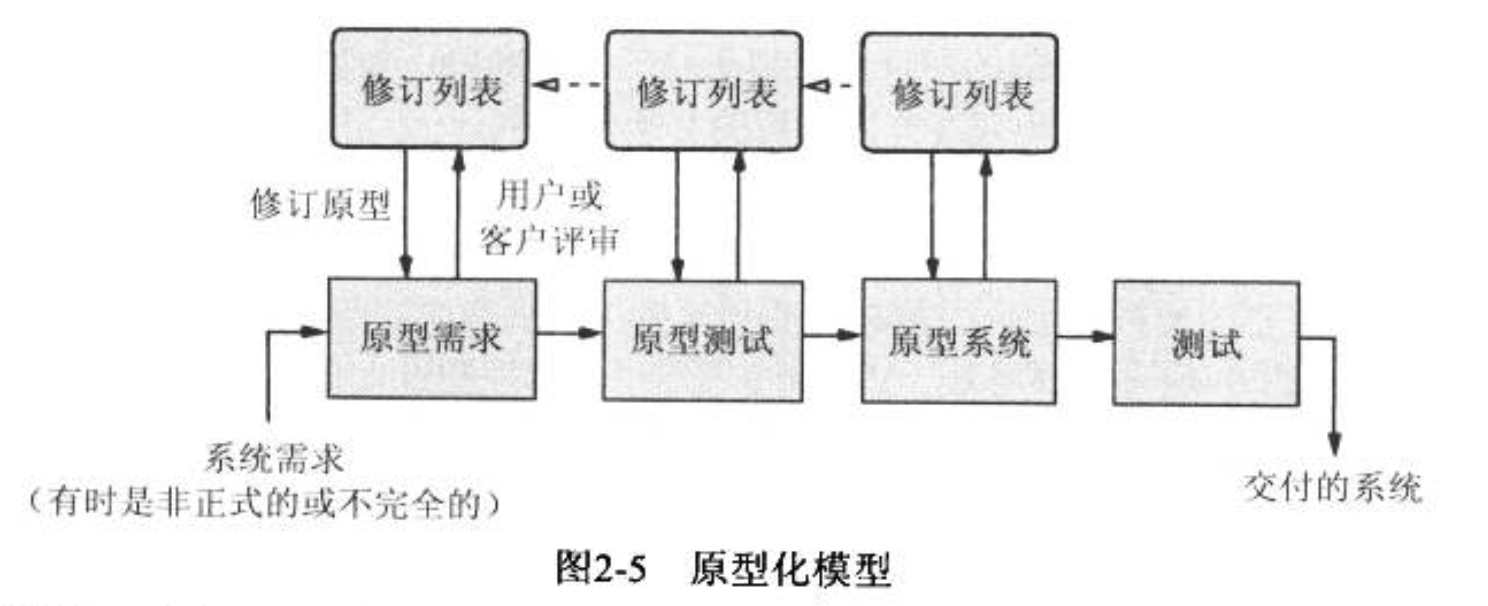 修订列表
修订列表
修订列表
修订原型
用户或
客户评审
原型需求
原型测试
原型系统
测试
系统需求
（有时是非正式的或不完全的）
交付的系统
图2-5 原型化模型